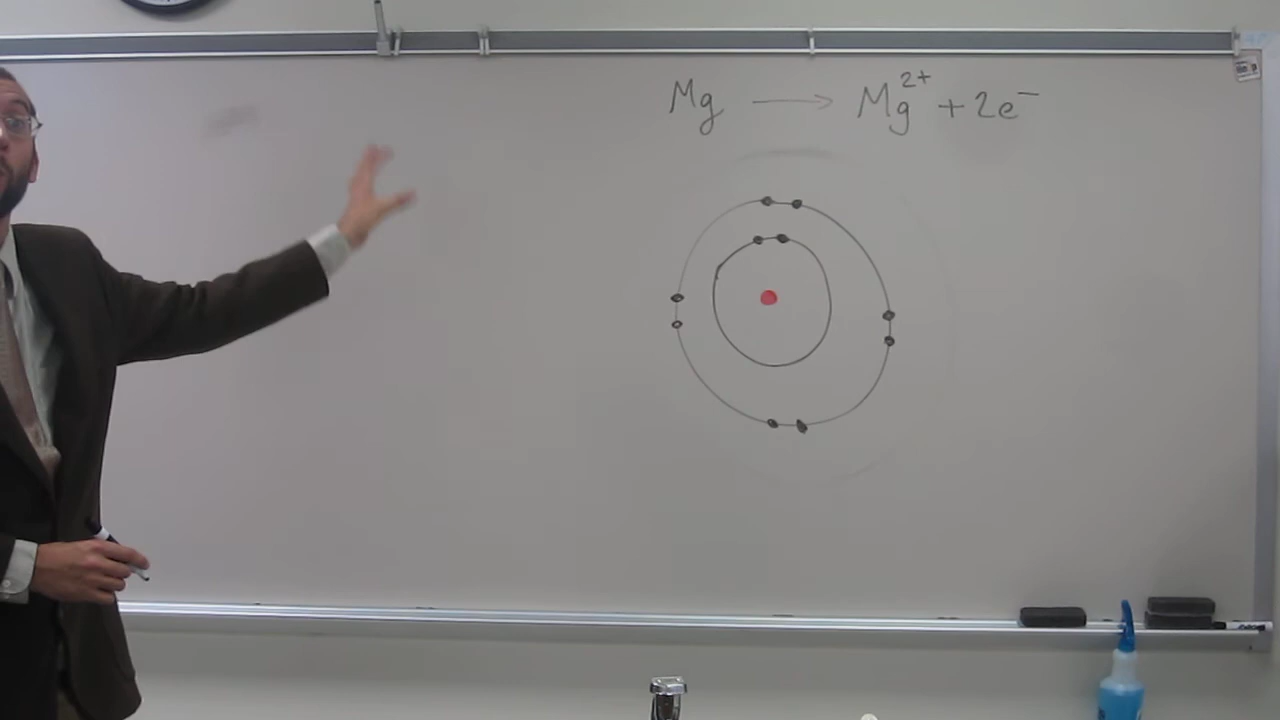 Mg ⟶ Mg²⁺ + 2e⁻